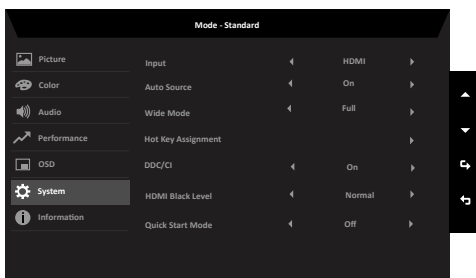 Mode - Standard
Picture
Color
Audio
Performance
OSD
System
Information
Input HDMI
Auto Source On
Wide Mode Full
Hot Key Assignment
DDC/CI On
HDMI Black Level Normal
Quick Start Mode Off